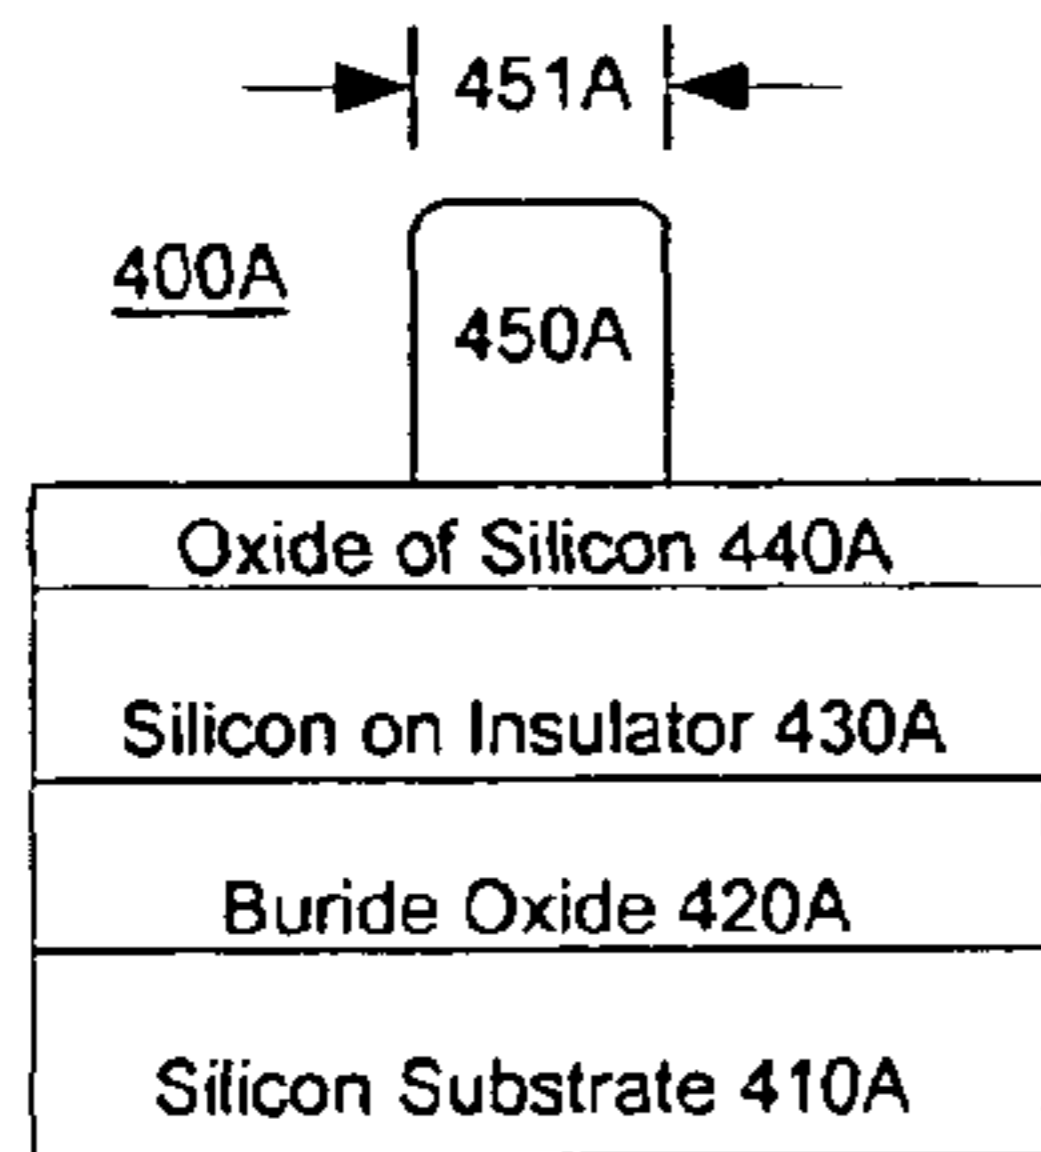 451A
400A
450A
Oxide of Silicon 440A
Silicon on Insulator 430A
Buride Oxide 420A
Silicon Substrate 410A